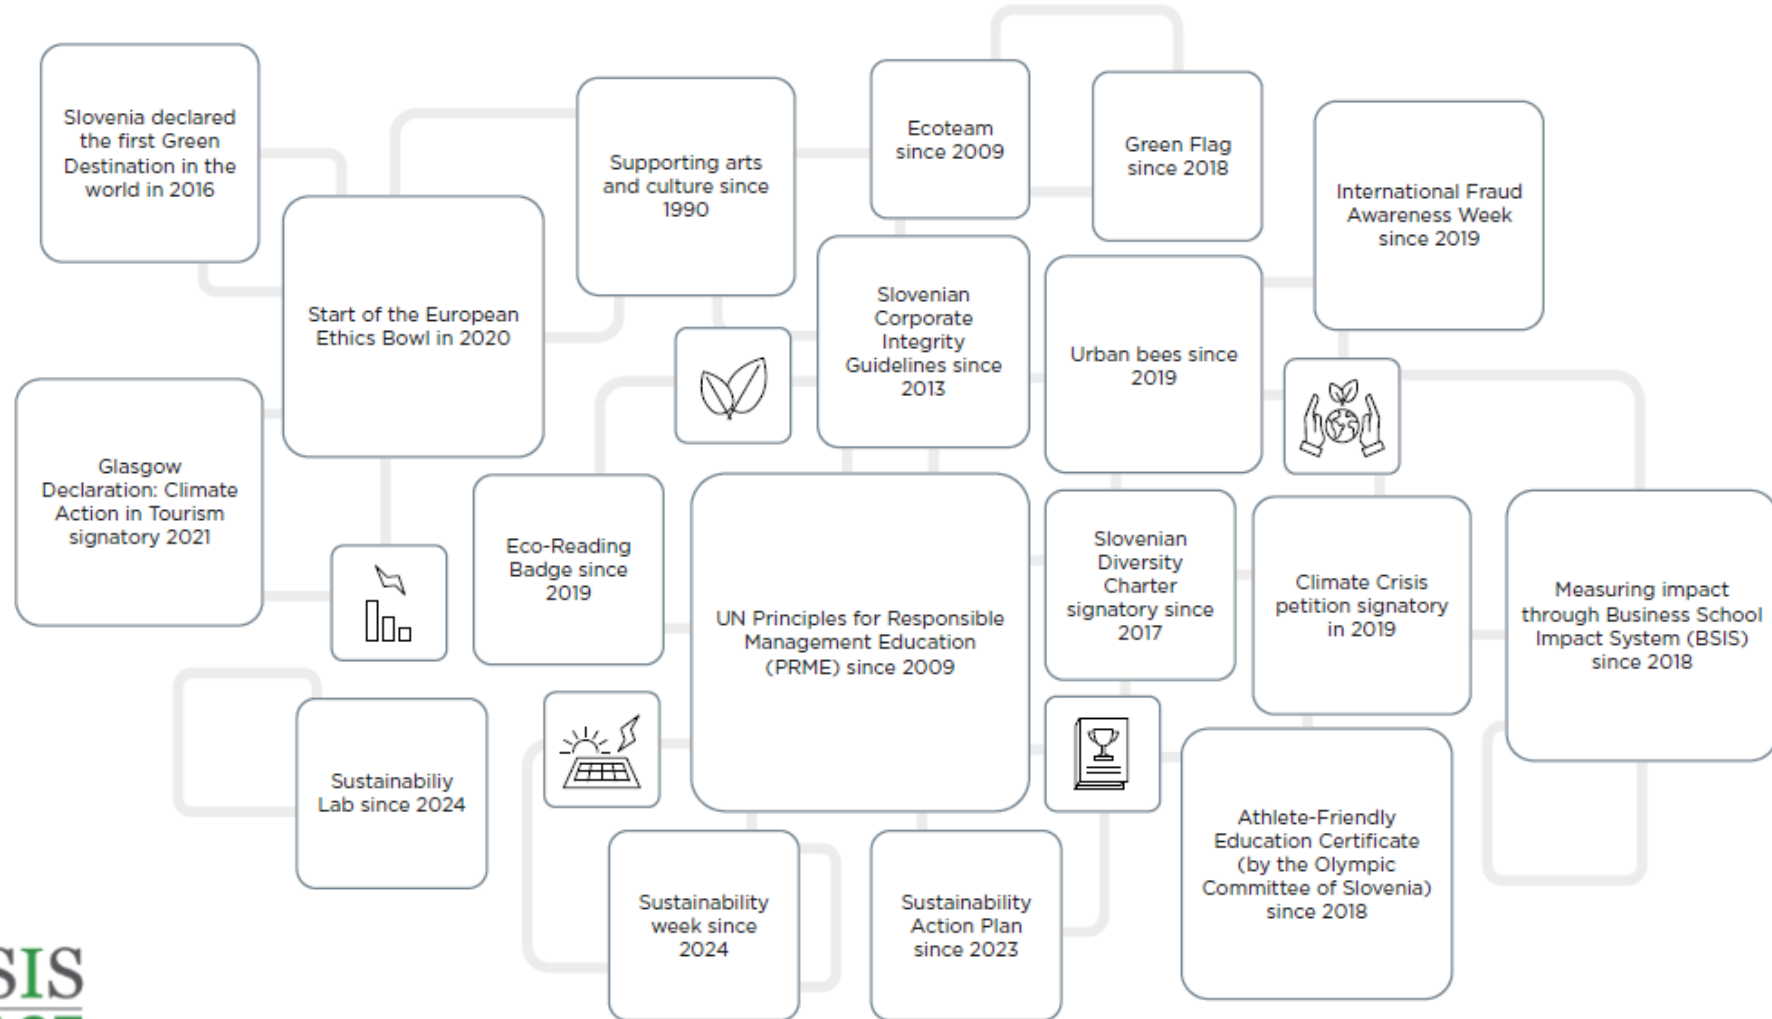 Slovenia declared
the first Green
Destination in the
world in 2016
Supporting arts
and culture since
1990
Ecoteam
since 2009
Green Flag
since 2018
International Fraud
Awareness Week
since 2019
Start of the European
Ethics Bowl in 2020
Slovenian
Corporate
Integrity
Guidelines since
2013
Urban bees since
2019
Glasgow
Declaration: Climate
Action in Tourism
signatory 2021
Eco-Reading
Badge since
2019
UN Principles for Responsible
Management Education
(PRME) since 2009
Slovenian
Diversity
Charter
signatory since
2017
Climate Crisis
petition signatory
in 2019
Measuring impact
through Business School
Impact System (BSIS)
since 2018
Sustainabiliy
Lab since 2024
Sustainability
week since
2024
Sustainability
Action Plan
since 2023
Athlete-Friendly
Education Certificate
(by the Olympic
Committee of Slovenia)
since 2018
SIS